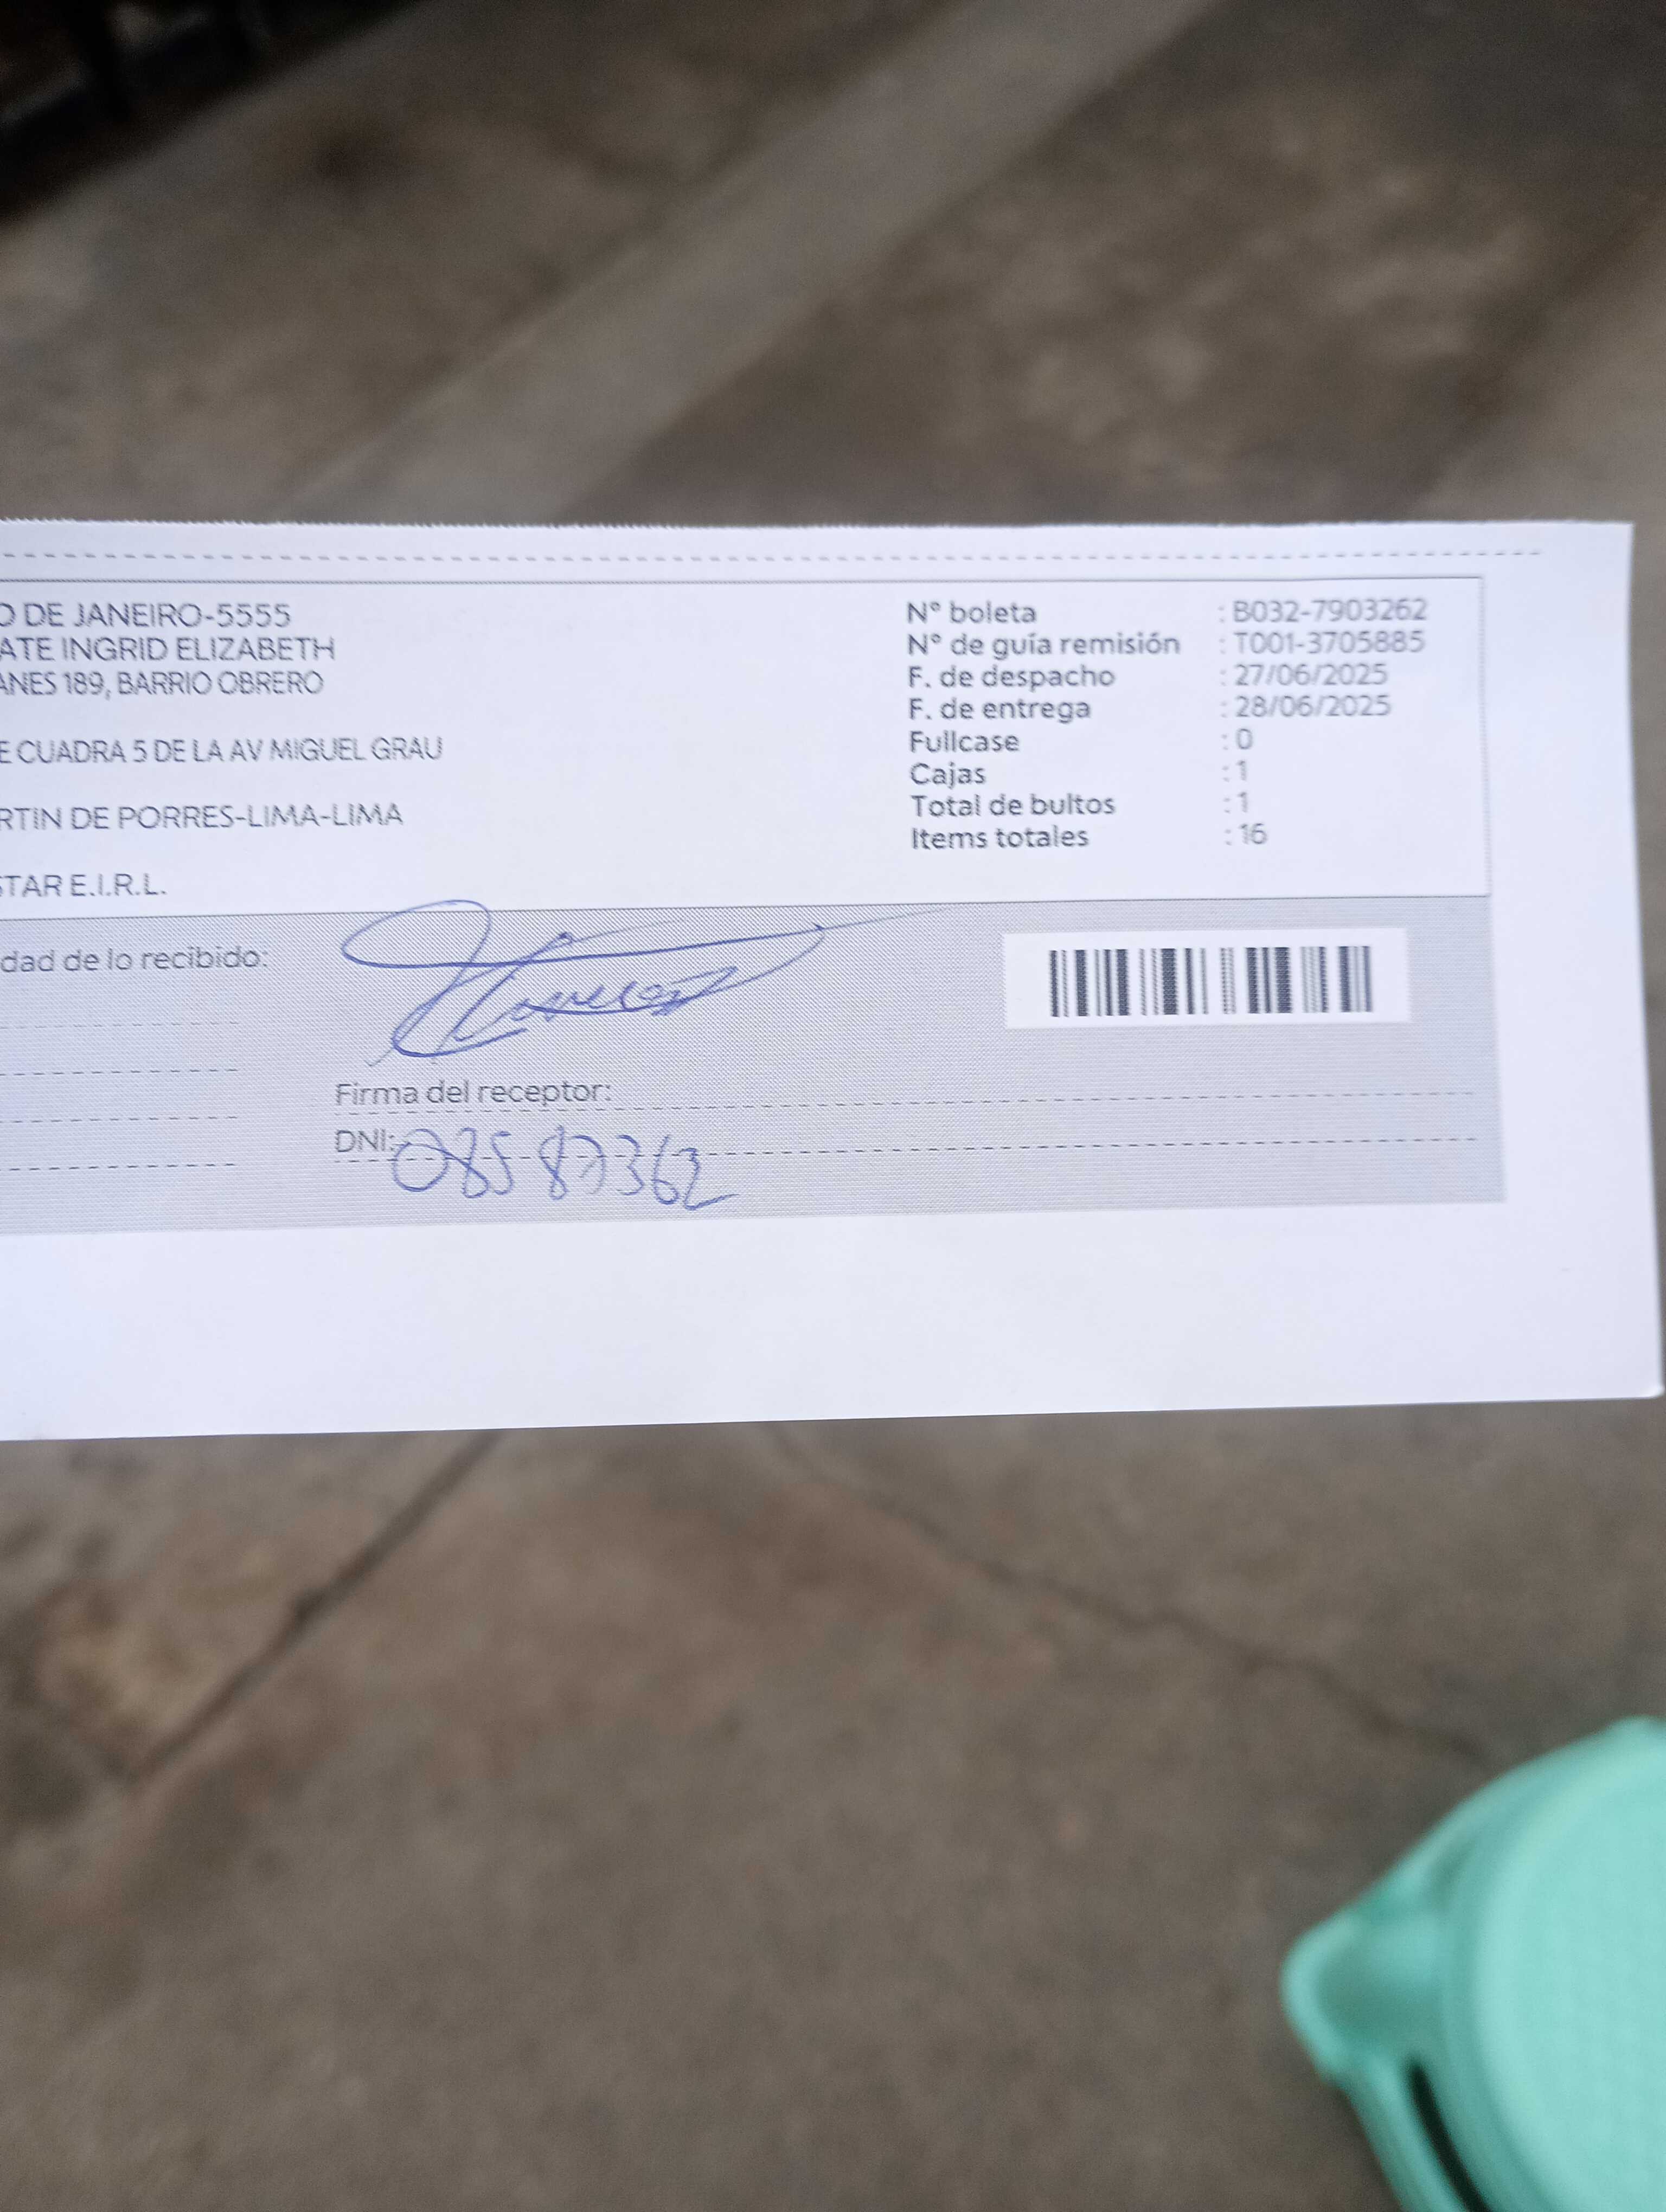 O DE JANEIRO-5555
ATE INGRID ELIZABETH
ANES 189, BARRIO OBRERO
E CUADRA 5 DE LA AV MIGUEL GRAU
RTIN DE PORRES-LIMA-LIMA
STAR E.I.R.L.
N° boleta : B032-7903262
N° de guía remisión : T001-3705885
F. de despacho : 27/06/2025
F. de entrega : 28/06/2025
Fullcase : 0
Cajas : 1
Total de bultos : 1
Items totales : 16
dad de lo recibido:
Firma del receptor:
DNI: 08587362